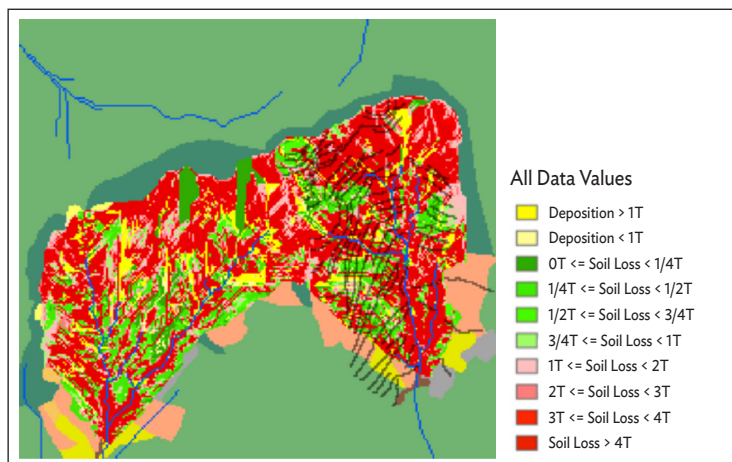 All Data Values
Deposition > 1T
Deposition < 1T
0T <= Soil Loss < 1/4T
1/4T <= Soil Loss < 1/2T
1/2T <= Soil Loss < 3/4T
3/4T <= Soil Loss < 1T
1T <= Soil Loss < 2T
2T <= Soil Loss < 3T
3T <= Soil Loss < 4T
Soil Loss > 4T